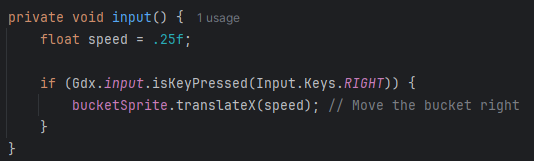 private void input() { 1 usage
    float speed = .25f;

    if (Gdx.input.isKeyPressed(Input.Keys.RIGHT)) {
        bucketSprite.translateX(speed); // Move the bucket right
    }
}